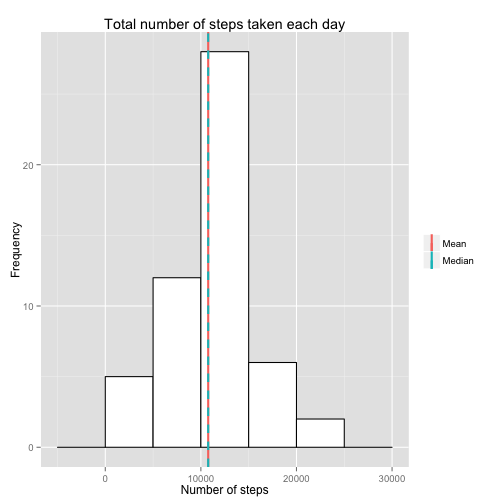 Total number of steps taken each day
Frequency
20
10
0
0 10000 20000 30000
Number of steps
Mean
Median